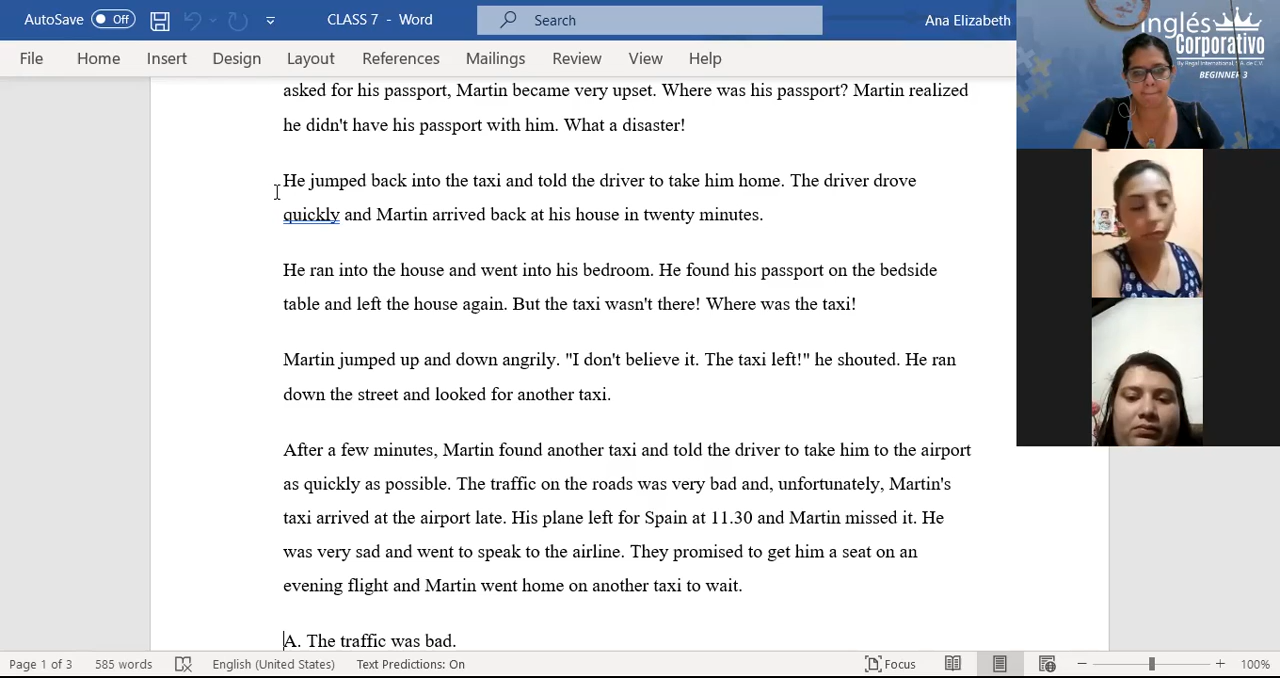 AutoSave Off CLASS 7 - Word Search Ana Elizabeth
File Home Insert Design Layout References Mailings Review View Help
inglés
Corporativo
By Regal International, S.A. de C.V.
BEGINNER 3
asked for his passport, Martin became very upset. Where was his passport? Martin realized
he didn't have his passport with him. What a disaster!
He jumped back into the taxi and told the driver to take him home. The driver drove
quickly and Martin arrived back at his house in twenty minutes.
He ran into the house and went into his bedroom. He found his passport on the bedside
table and left the house again. But the taxi wasn't there! Where was the taxi!
Martin jumped up and down angrily. "I don't believe it. The taxi left!" he shouted. He ran
down the street and looked for another taxi.
After a few minutes, Martin found another taxi and told the driver to take him to the airport
as quickly as possible. The traffic on the roads was very bad and, unfortunately, Martin's
taxi arrived at the airport late. His plane left for Spain at 11.30 and Martin missed it. He
was very sad and went to speak to the airline. They promised to get him a seat on an
evening flight and Martin went home on another taxi to wait.
A. The traffic was bad.
Page 1 of 3 585 words English (United States) Text Predictions: On Focus 100%